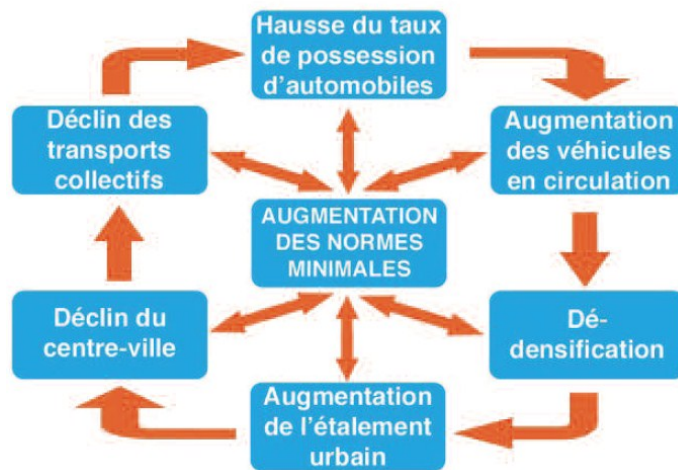 Hausse du taux
de possession
d'automobiles
Déclin des
transports
collectifs
Augmentation
des véhicules
en circulation
AUGMENTATION
DES NORMES
MINIMALES
Déclin du
centre-ville
Dé-
densification
Augmentation
de l'étalement
urbain